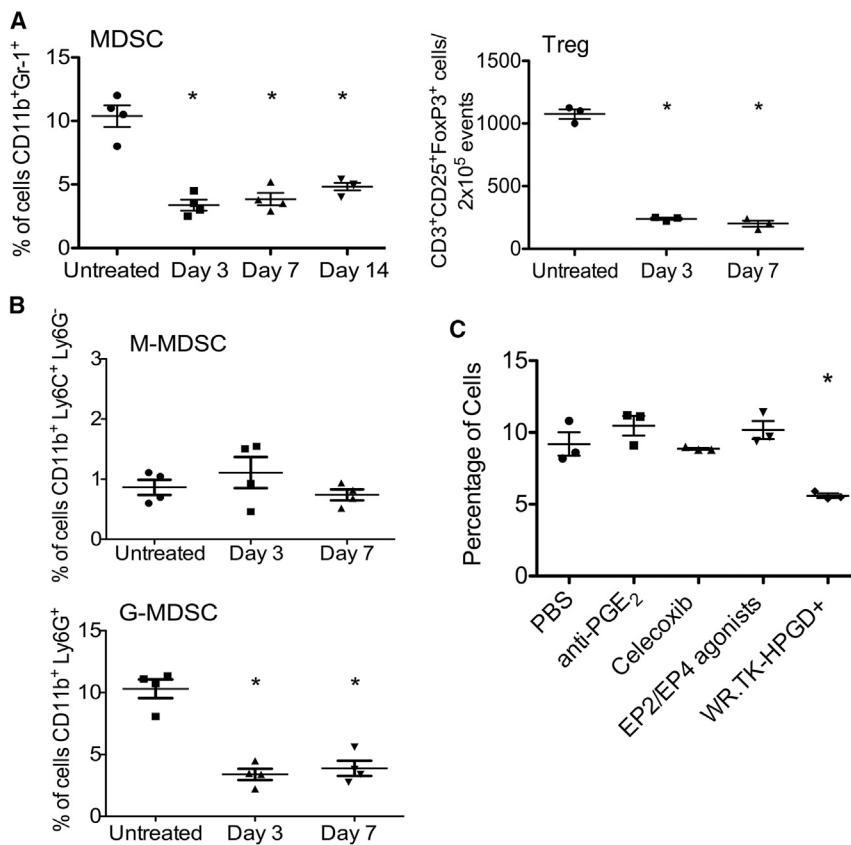 A
MDSC
% of cells CD11b⁺Gr-1⁺
15
10
5
0
* * *
Untreated Day 3 Day 7 Day 14
Treg
CD3⁺CD25⁺FoxP3⁺ cells/
2x10⁵ events
1500
1000
500
0
* *
Untreated Day 3 Day 7
B
M-MDSC
% of cells CD11b⁺ Ly6C⁺ Ly6G⁻
3
2
1
0
Untreated Day 3 Day 7
G-MDSC
% of cells CD11b⁺ Ly6G⁺
15
10
5
0
* *
Untreated Day 3 Day 7
C
Percentage of Cells
15
10
5
0
*
PBS
anti-PGE₂
Celecoxib
EP2/EP4 agonists
WR.TK-HPGD+